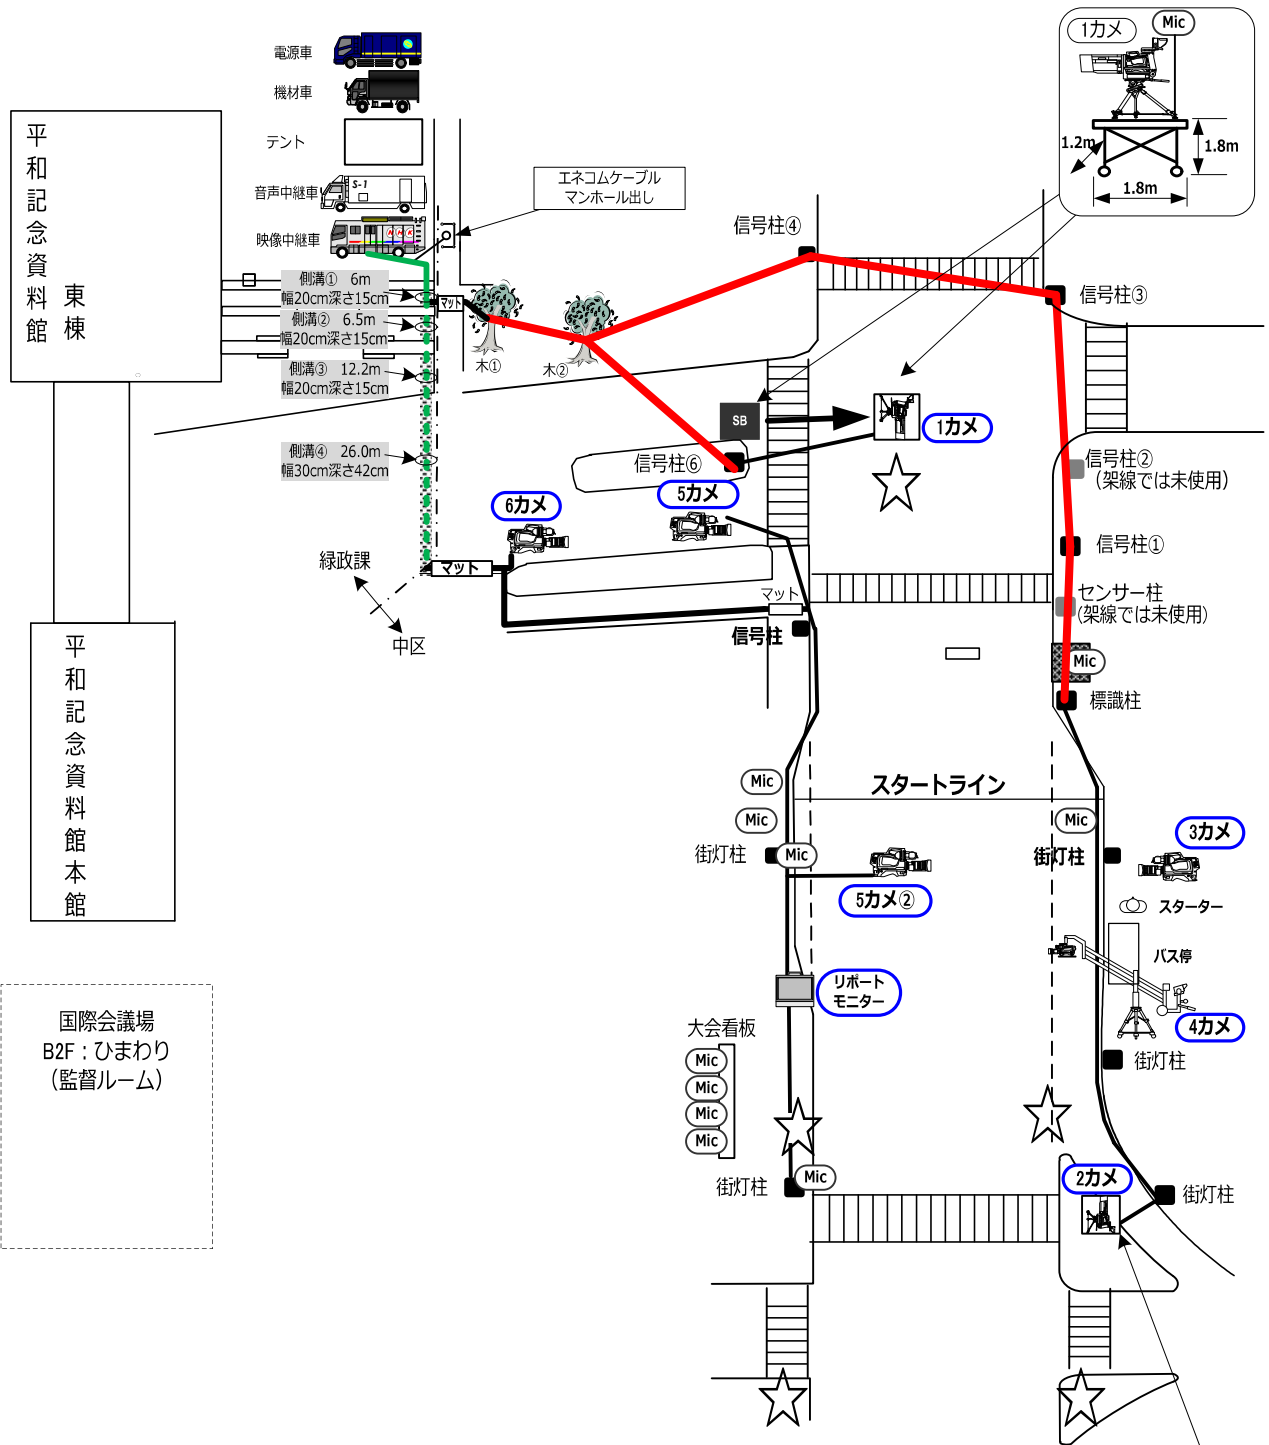 電源車
機材車
テント
音声中継車
S-1
映像中継車
NHK
エネコムケーブル
マンホール出し
1カメ
Mic
1.2m
1.8m
1.8m
平和記念資料館
東棟
側溝① 6m
幅20cm深さ15cm
側溝② 6.5m
幅20cm深さ15cm
側溝③ 12.2m
幅20cm深さ15cm
側溝④ 26.0m
幅30cm深さ42cm
マット
木①
木②
信号柱④
信号柱③
SB
1カメ
信号柱⑥
5カメ
6カメ
信号柱②
(架線では未使用)
信号柱①
センサー柱
(架線では未使用)
緑政課
中区
マット
マット
信号柱
Mic
標識柱
平和記念資料館本館
スタートライン
Mic
Mic
Mic
街灯柱
Mic
5カメ②
街灯柱
3カメ
スターター
バス停
4カメ
リポート
モニター
大会看板
Mic
Mic
Mic
Mic
街灯柱
国際会議場
B2F：ひまわり
(監督ルーム)
街灯柱
Mic
2カメ
街灯柱